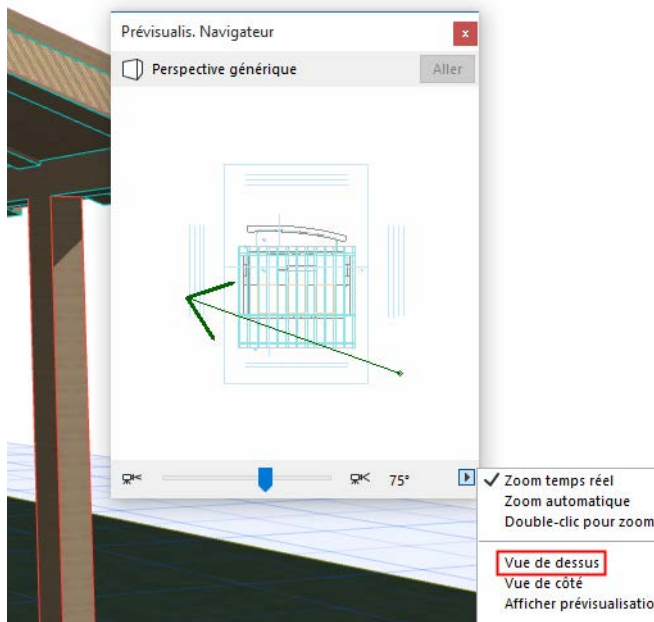 Prévisualis. Navigateur
Perspective générique
Aller
75°
Zoom temps réel
Zoom automatique
Double-clic pour zoom
Vue de dessus
Vue de côté
Afficher prévisualisatio